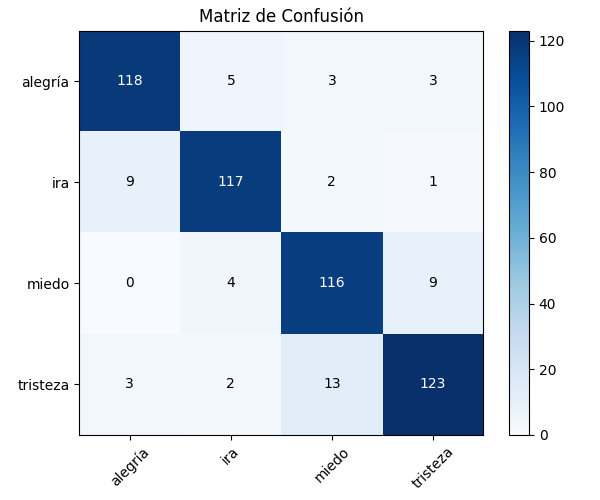 Matriz de Confusión
alegría 118 5 3 3
ira 9 117 2 1
miedo 0 4 116 9
tristeza 3 2 13 123
alegría ira miedo tristeza
120
100
80
60
40
20
0